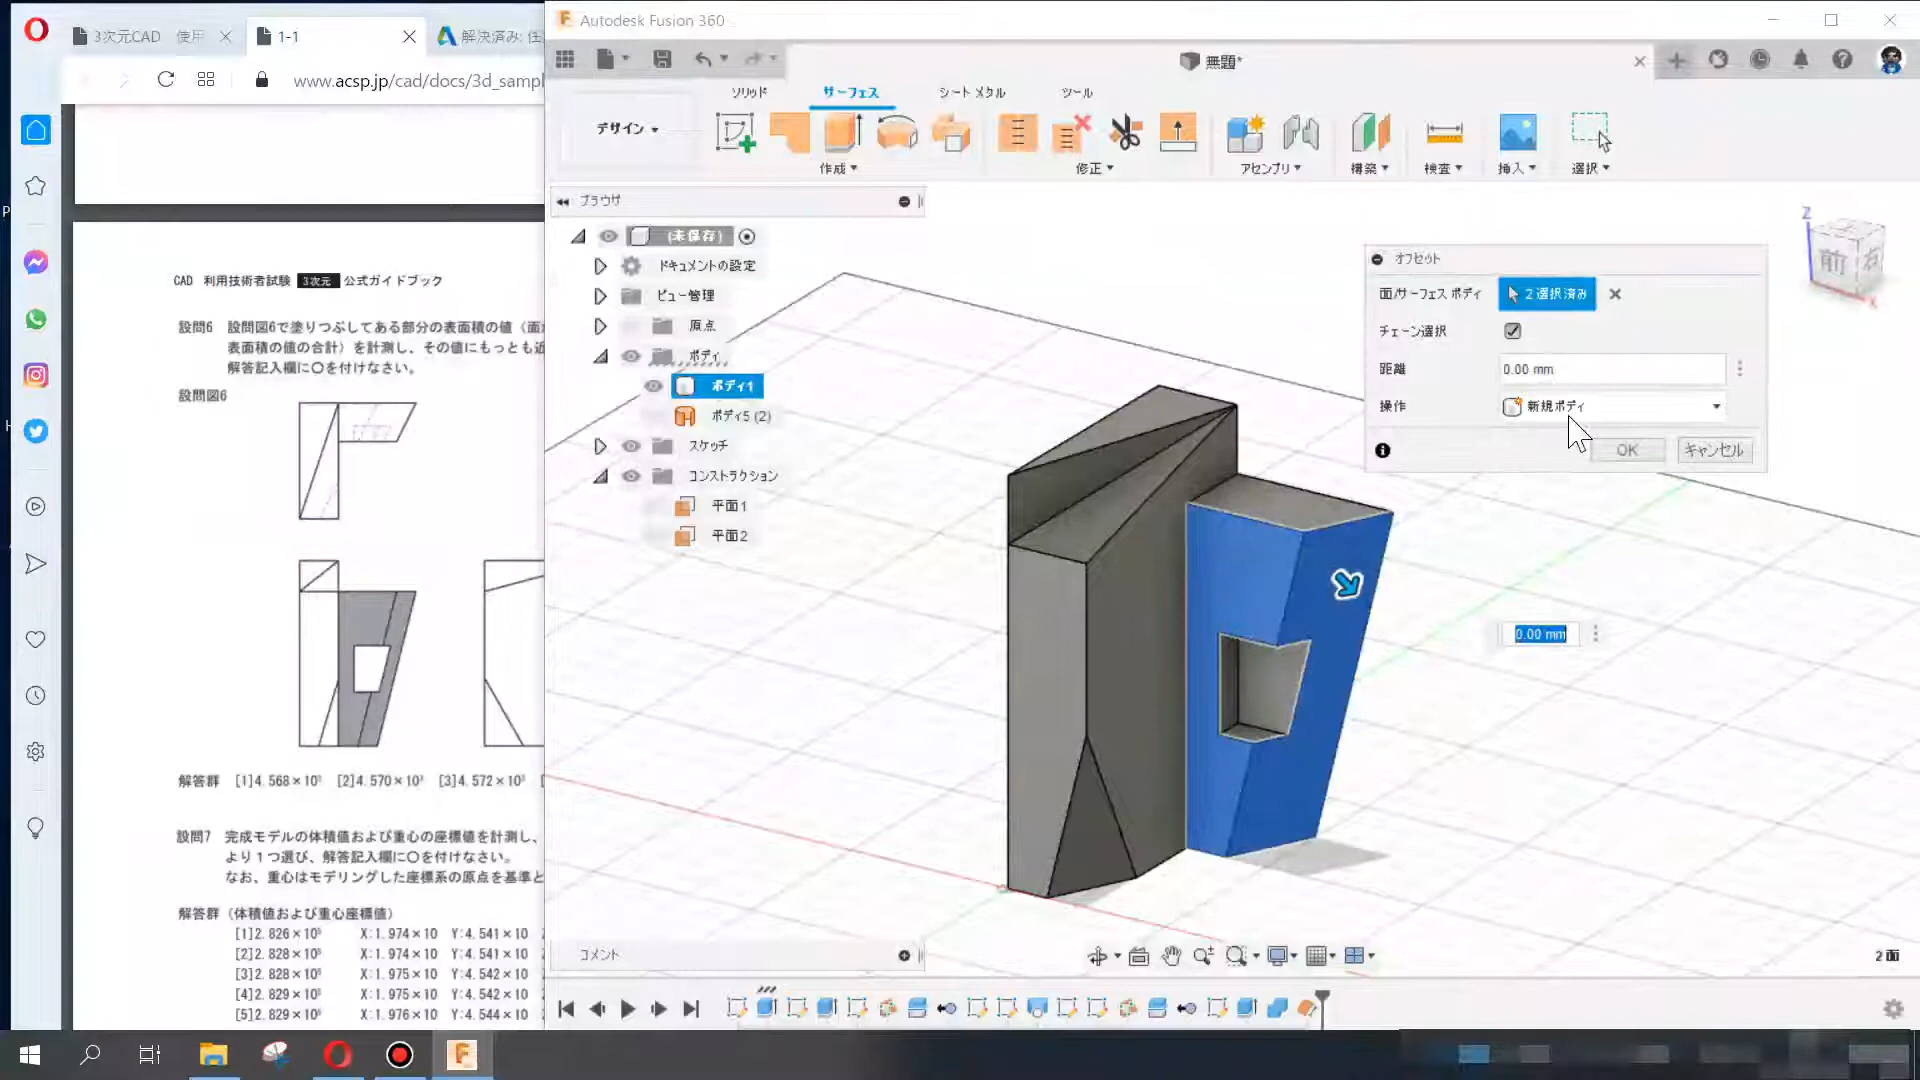 3次元CAD 使用
1-1
解決済み: 住
www.acsp.jp/cad/docs/3d_samp
CAD 利用技術者試験 3次元 公式ガイドブック
設問6 設問図6で塗りつぶしてある部分の表面積の値（面か
表面積の値の合計）を計測し、その値にもっとも近
解答記入欄に○を付けなさい。
設問図6
解答群 [1]4.568×10³ [2]4.570×10³ [3]4.572×10³ [
設問7 完成モデルの体積値および重心の座標値を計測し、
より１つ選び、解答記入欄に○を付けなさい。
なお、重心はモデリングした座標系の原点を基準と
解答群（体積値および重心座標値）
[1]2.826×10⁵ X:1.974×10 Y:4.541×10
[2]2.828×10⁵ X:1.974×10 Y:4.541×10
[3]2.828×10⁵ X:1.975×10 Y:4.542×10
[4]2.829×10⁵ X:1.975×10 Y:4.542×10
[5]2.829×10⁵ X:1.976×10 Y:4.544×10
Autodesk Fusion 360
無題*
ソリッド サーフェス シート メタル ツール
デザイン
作成 修正 アセンブリ 構築 検査 挿入 選択
ブラウザ
(未保存)
ドキュメントの設定
ビュー管理
原点
ボディ
ボディ1
ボディ5 (2)
スケッチ
コンストラクション
平面1
平面2
オフセット
面/サーフェス ボディ 2 選択済み
チェーン選択
距離 0.00 mm
操作 新規ボディ
OK キャンセル
Z
前 右
X
0.00 mm
コメント
2 面